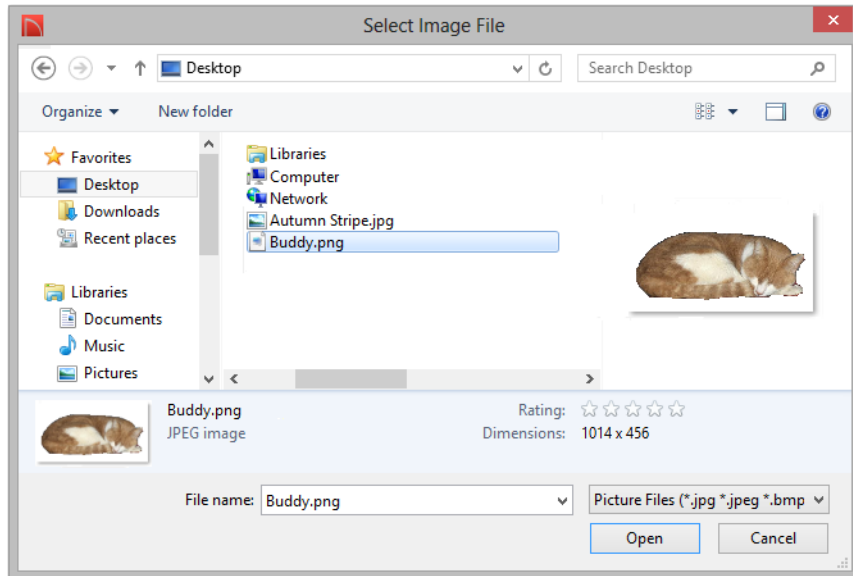 Select Image File
Desktop
Search Desktop
Organize
New folder
Favorites
Desktop
Downloads
Recent places
Libraries
Documents
Music
Pictures
Libraries
Computer
Network
Autumn Stripe.jpg
Buddy.png
Buddy.png
JPEG image
Rating:
Dimensions: 1014 x 456
File name: Buddy.png
Picture Files (*.jpg *.jpeg *.bmp
Open
Cancel